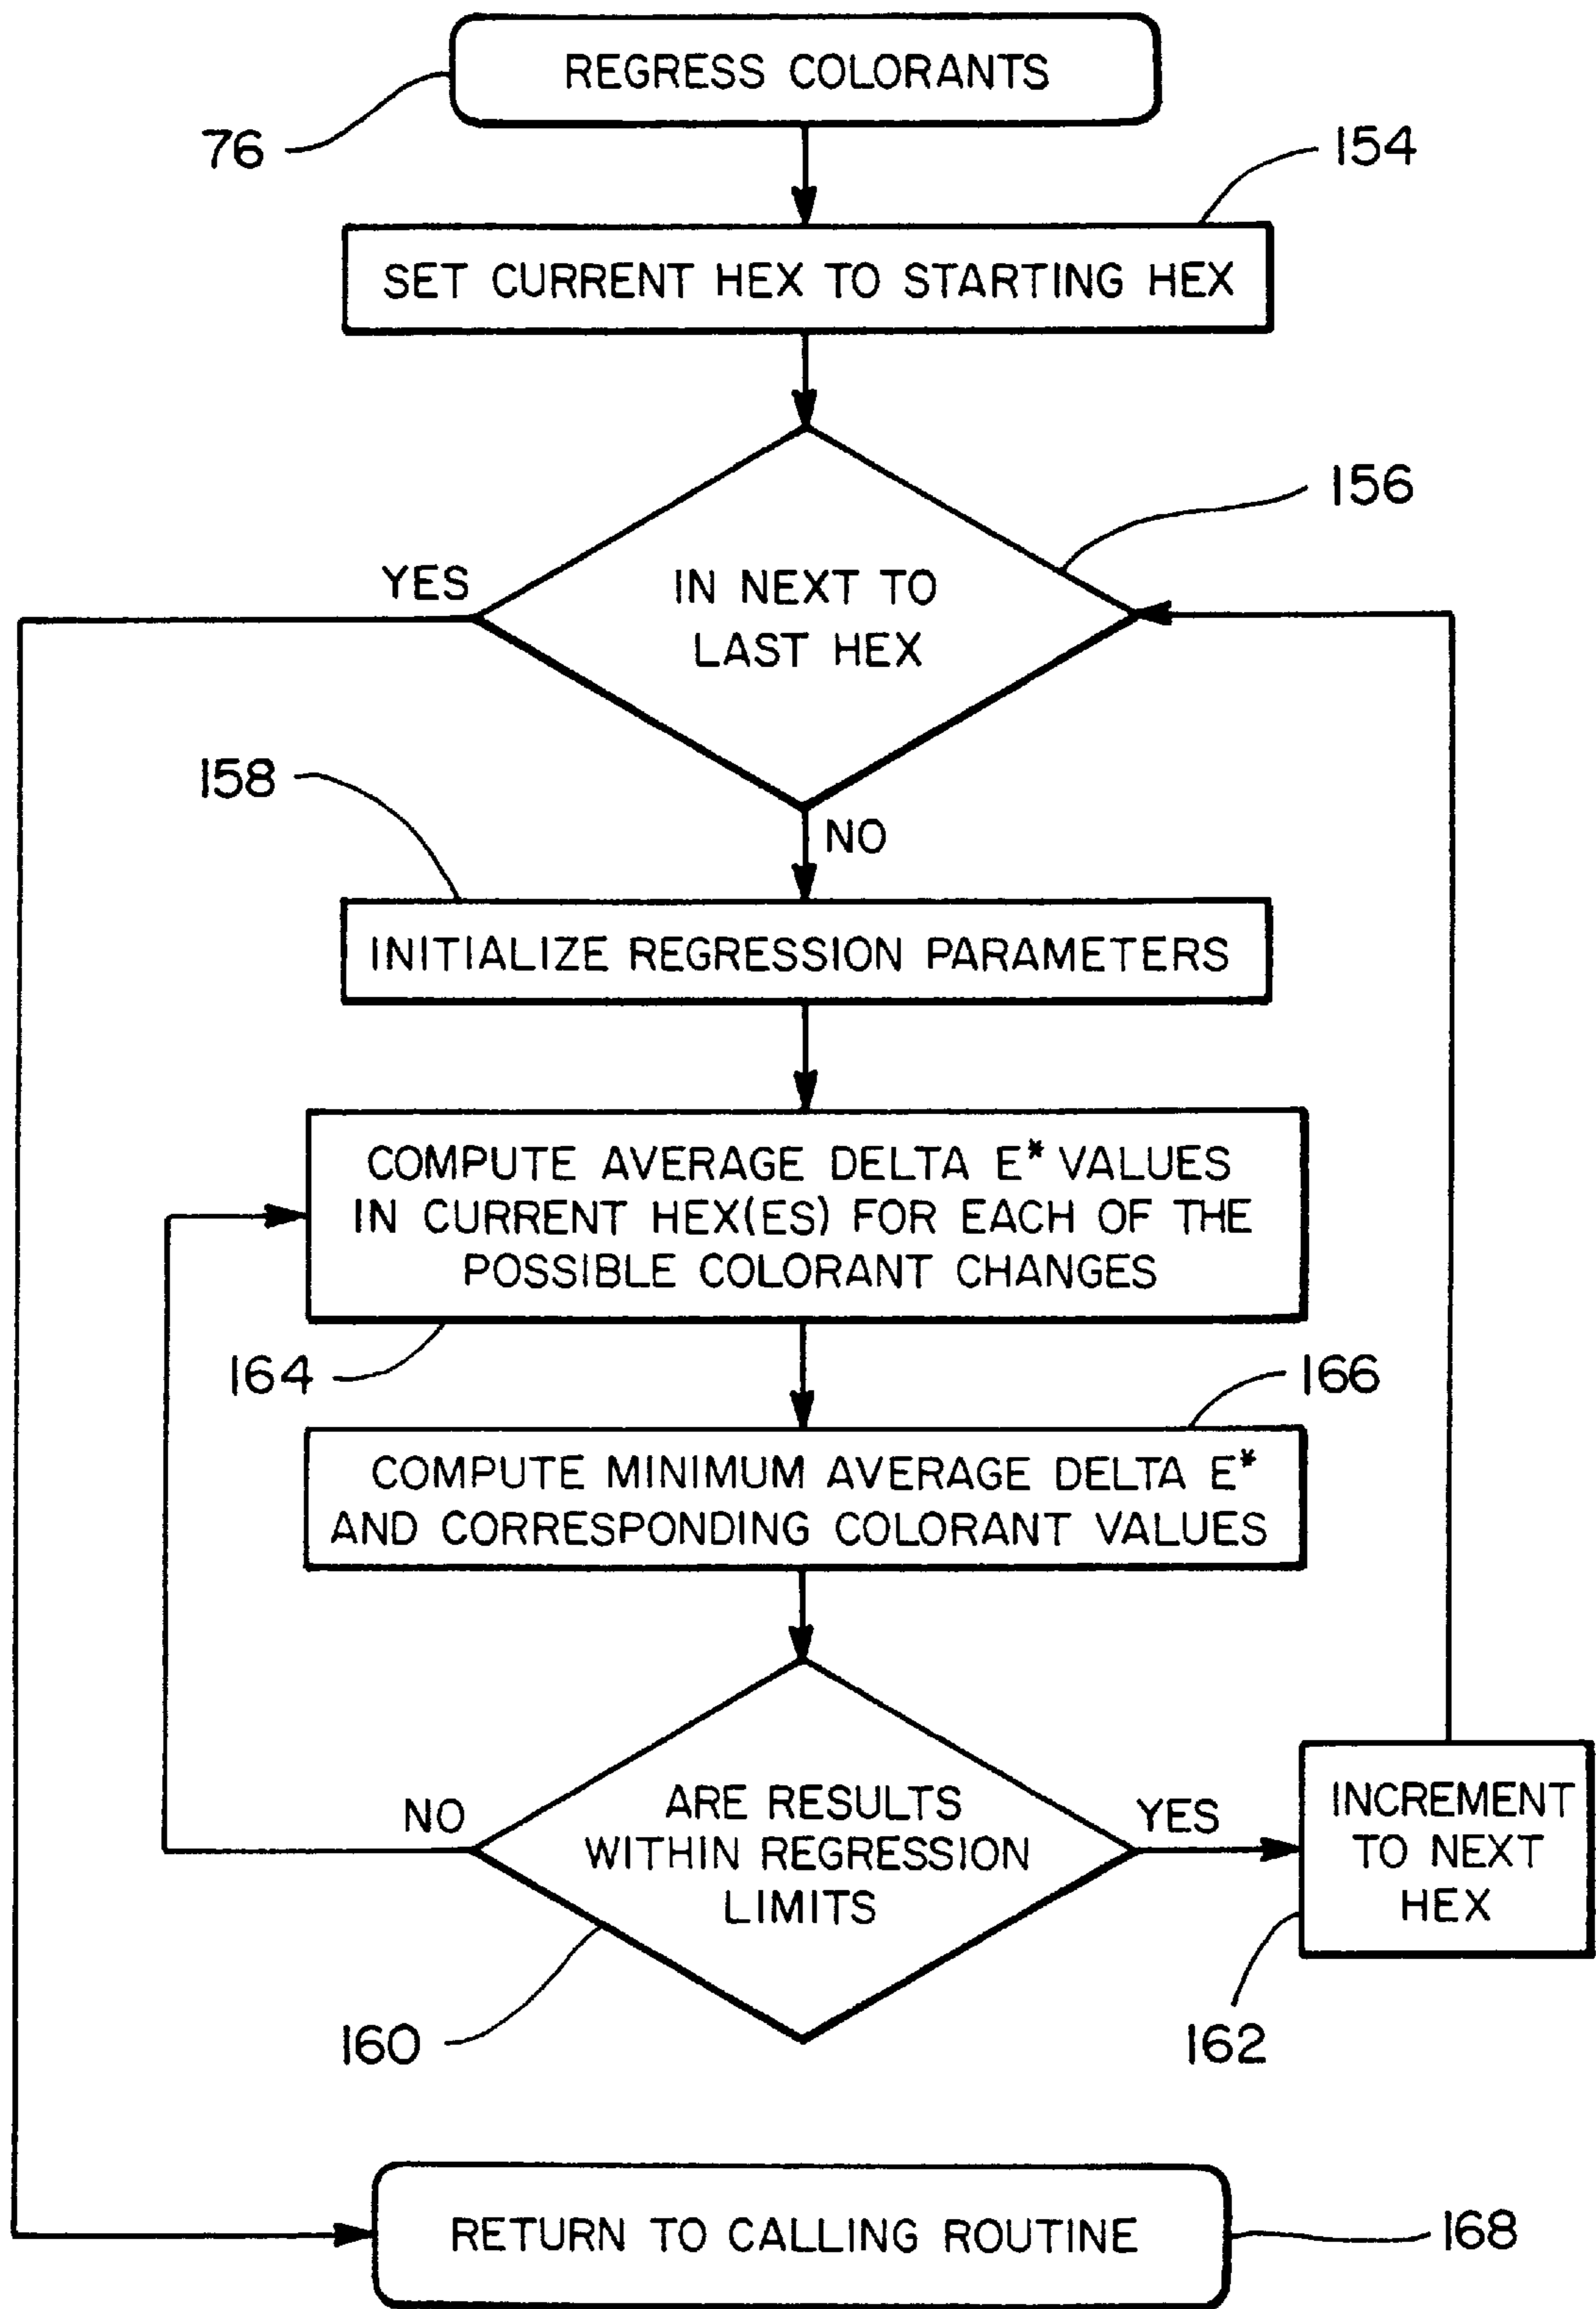 REGRESS COLORANTS
76
154
SET CURRENT HEX TO STARTING HEX
156
YES
IN NEXT TO
LAST HEX
158
NO
INITIALIZE REGRESSION PARAMETERS
COMPUTE AVERAGE DELTA E* VALUES
IN CURRENT HEX(ES) FOR EACH OF THE
POSSIBLE COLORANT CHANGES
164
166
COMPUTE MINIMUM AVERAGE DELTA E*
AND CORRESPONDING COLORANT VALUES
NO
ARE RESULTS
WITHIN REGRESSION
LIMITS
YES
INCREMENT
TO NEXT
HEX
160
162
RETURN TO CALLING ROUTINE
168